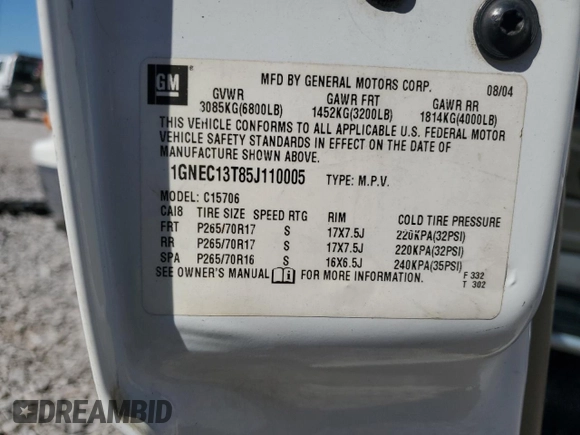 GM
MFD BY GENERAL MOTORS CORP. 08/04
GVWR GAWR FRT GAWR RR
3085KG(6800LB) 1452KG(3200LB) 1814KG(4000LB)
THIS VEHICLE CONFORMS TO ALL APPLICABLE U.S. FEDERAL MOTOR
VEHICLE SAFETY STANDARDS IN EFFECT ON THE DATE OF
MANUFACTURE SHOWN ABOVE.
1GNEC13T85J110005 TYPE: M.P.V.
MODEL: C15706
CAI8 TIRE SIZE SPEED RTG RIM COLD TIRE PRESSURE
FRT P265/70R17 S 17X7.5J 220KPA(32PSI)
RR P265/70R17 S 17X7.5J 220KPA(32PSI)
SPA P265/70R16 S 16X6.5J 240KPA(35PSI)
SEE OWNER'S MANUAL FOR MORE INFORMATION.
F 332
T 302
DREAMBID